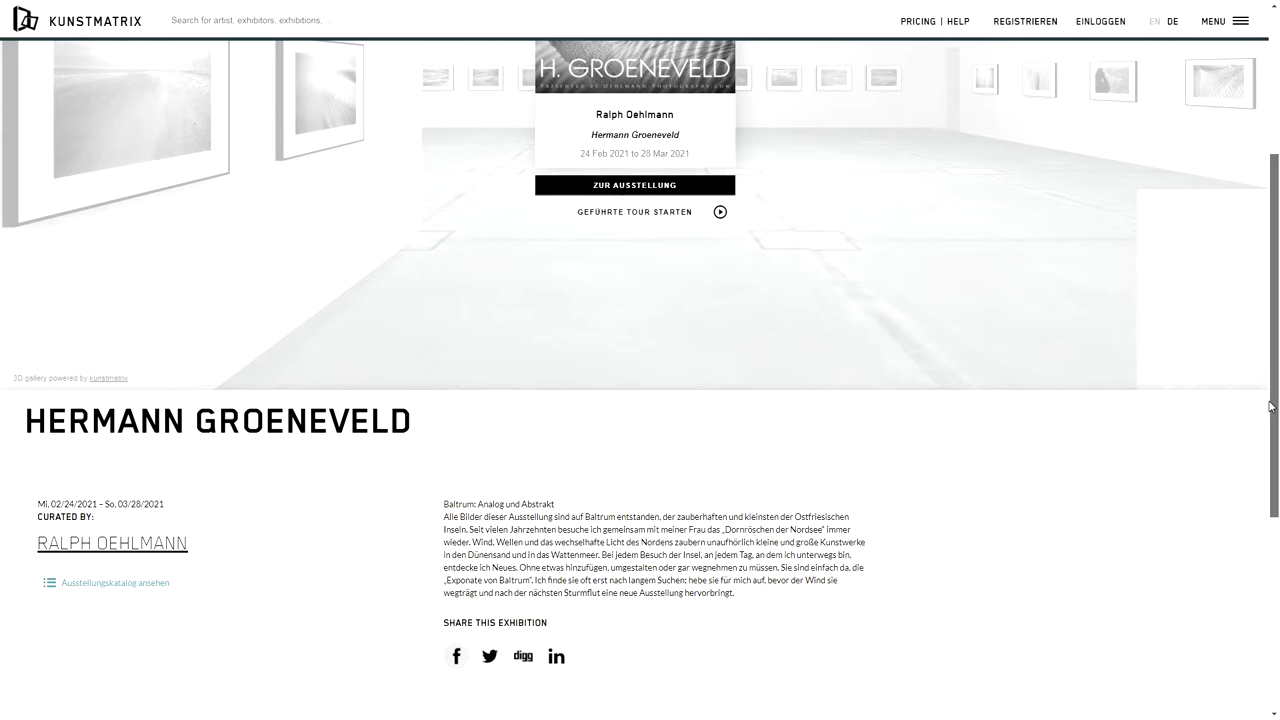 KUNSTMATRIX
Search for artist, exhibitors, exhibitions, ...
PRICING | HELP
REGISTRIEREN
EINLOGGEN
EN DE
MENU
H. GROENEVELD
PRESENTED BY OEHLMANN-PHOTOGRAPHY.COM
Ralph Oehlmann
Hermann Groeneveld
24 Feb 2021 to 28 Mar 2021
ZUR AUSSTELLUNG
GEFÜHRTE TOUR STARTEN
3D gallery powered by kunstmatrix
HERMANN GROENEVELD
Mi, 02/24/2021 – So. 03/28/2021
CURATED BY:
RALPH OEHLMANN
Ausstellungskatalog ansehen
Baltrum: Analog und Abstrakt
Alle Bilder dieser Ausstellung sind auf Baltrum entstanden, der zauberhaften und kleinsten der Ostfriesischen
Inseln. Seit vielen Jahrzehnten besuche ich gemeinsam mit meiner Frau das „Dornröschen der Nordsee" immer
wieder. Wind, Wellen und das wechselhafte Licht des Nordens zaubern unaufhörlich kleine und große Kunstwerke
in den Dünensand und in das Wattenmeer. Bei jedem Besuch der Insel, an jedem Tag, an dem ich unterwegs bin,
entdecke ich Neues. Ohne etwas hinzufügen, umgestalten oder gar wegnehmen zu müssen. Sie sind einfach da, die
„Exponate von Baltrum". Ich finde sie oft erst nach langem Suchen; hebe sie für mich auf, bevor der Wind sie
wegträgt und nach der nächsten Sturmflut eine neue Ausstellung hervorbringt.
SHARE THIS EXHIBITION
digg